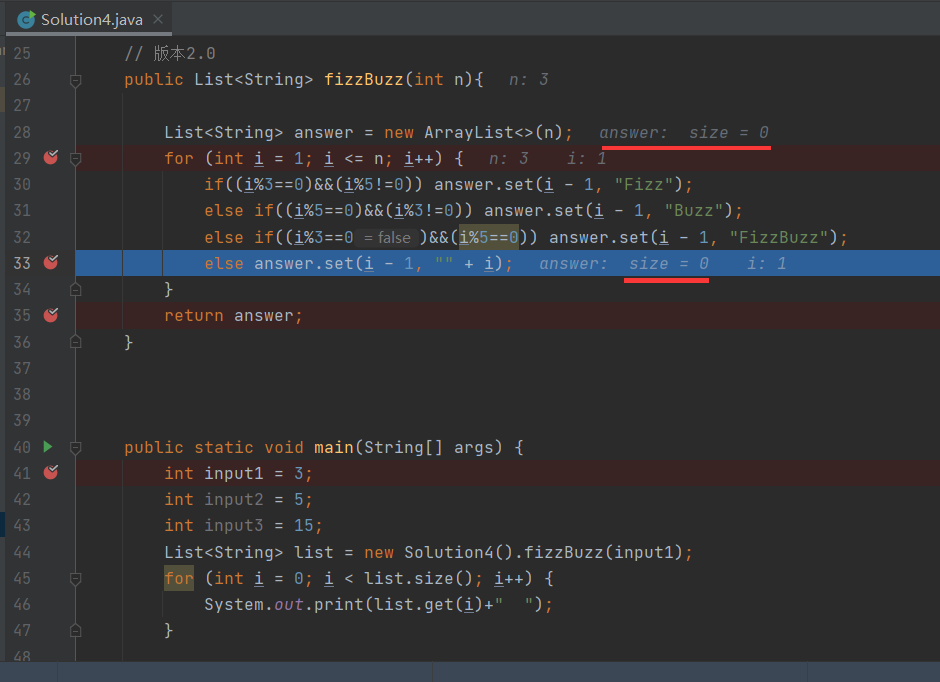 Solution4.java
25 // 版本2.0
26 public List<String> fizzBuzz(int n){ n: 3
27
28 List<String> answer = new ArrayList<>(n); answer: size = 0
29 for (int i = 1; i <= n; i++) { n: 3 i: 1
30 if((i%3==0)&&(i%5!=0)) answer.set(i - 1, "Fizz");
31 else if((i%5==0)&&(i%3!=0)) answer.set(i - 1, "Buzz");
32 else if((i%3==0 = false )&&(i%5==0)) answer.set(i - 1, "FizzBuzz");
33 else answer.set(i - 1, "" + i); answer: size = 0 i: 1
34 }
35 return answer;
36 }
37
38
39
40 public static void main(String[] args) {
41 int input1 = 3;
42 int input2 = 5;
43 int input3 = 15;
44 List<String> list = new Solution4().fizzBuzz(input1);
45 for (int i = 0; i < list.size(); i++) {
46 System.out.print(list.get(i)+"  ");
47 }
48